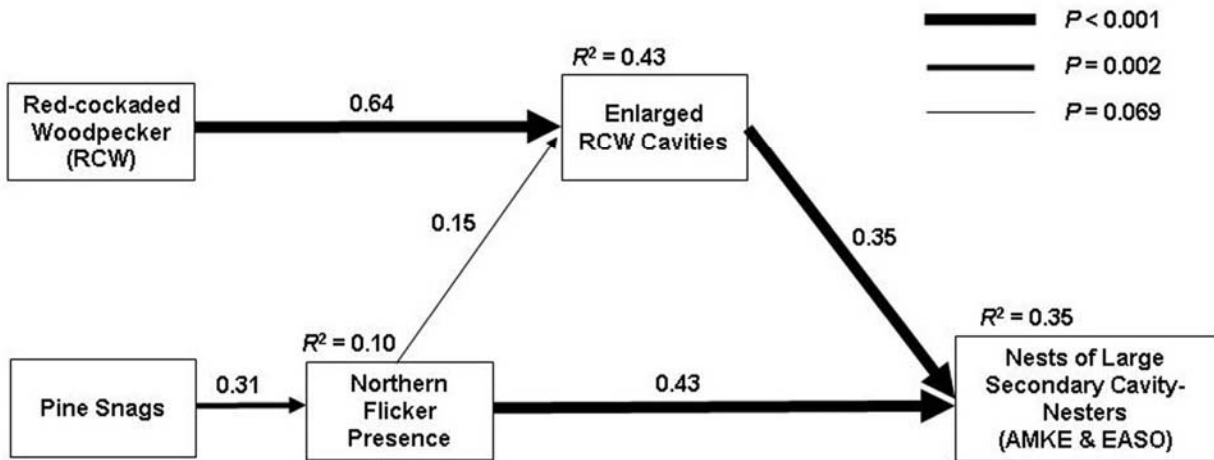 P < 0.001
P = 0.002
P = 0.069
R² = 0.43
Red-cockaded
Woodpecker
(RCW)
0.64
Enlarged
RCW Cavities
0.15
0.35
R² = 0.10
R² = 0.35
Pine Snags
0.31
Northern
Flicker
Presence
0.43
Nests of Large
Secondary Cavity-
Nesters
(AMKE & EASO)